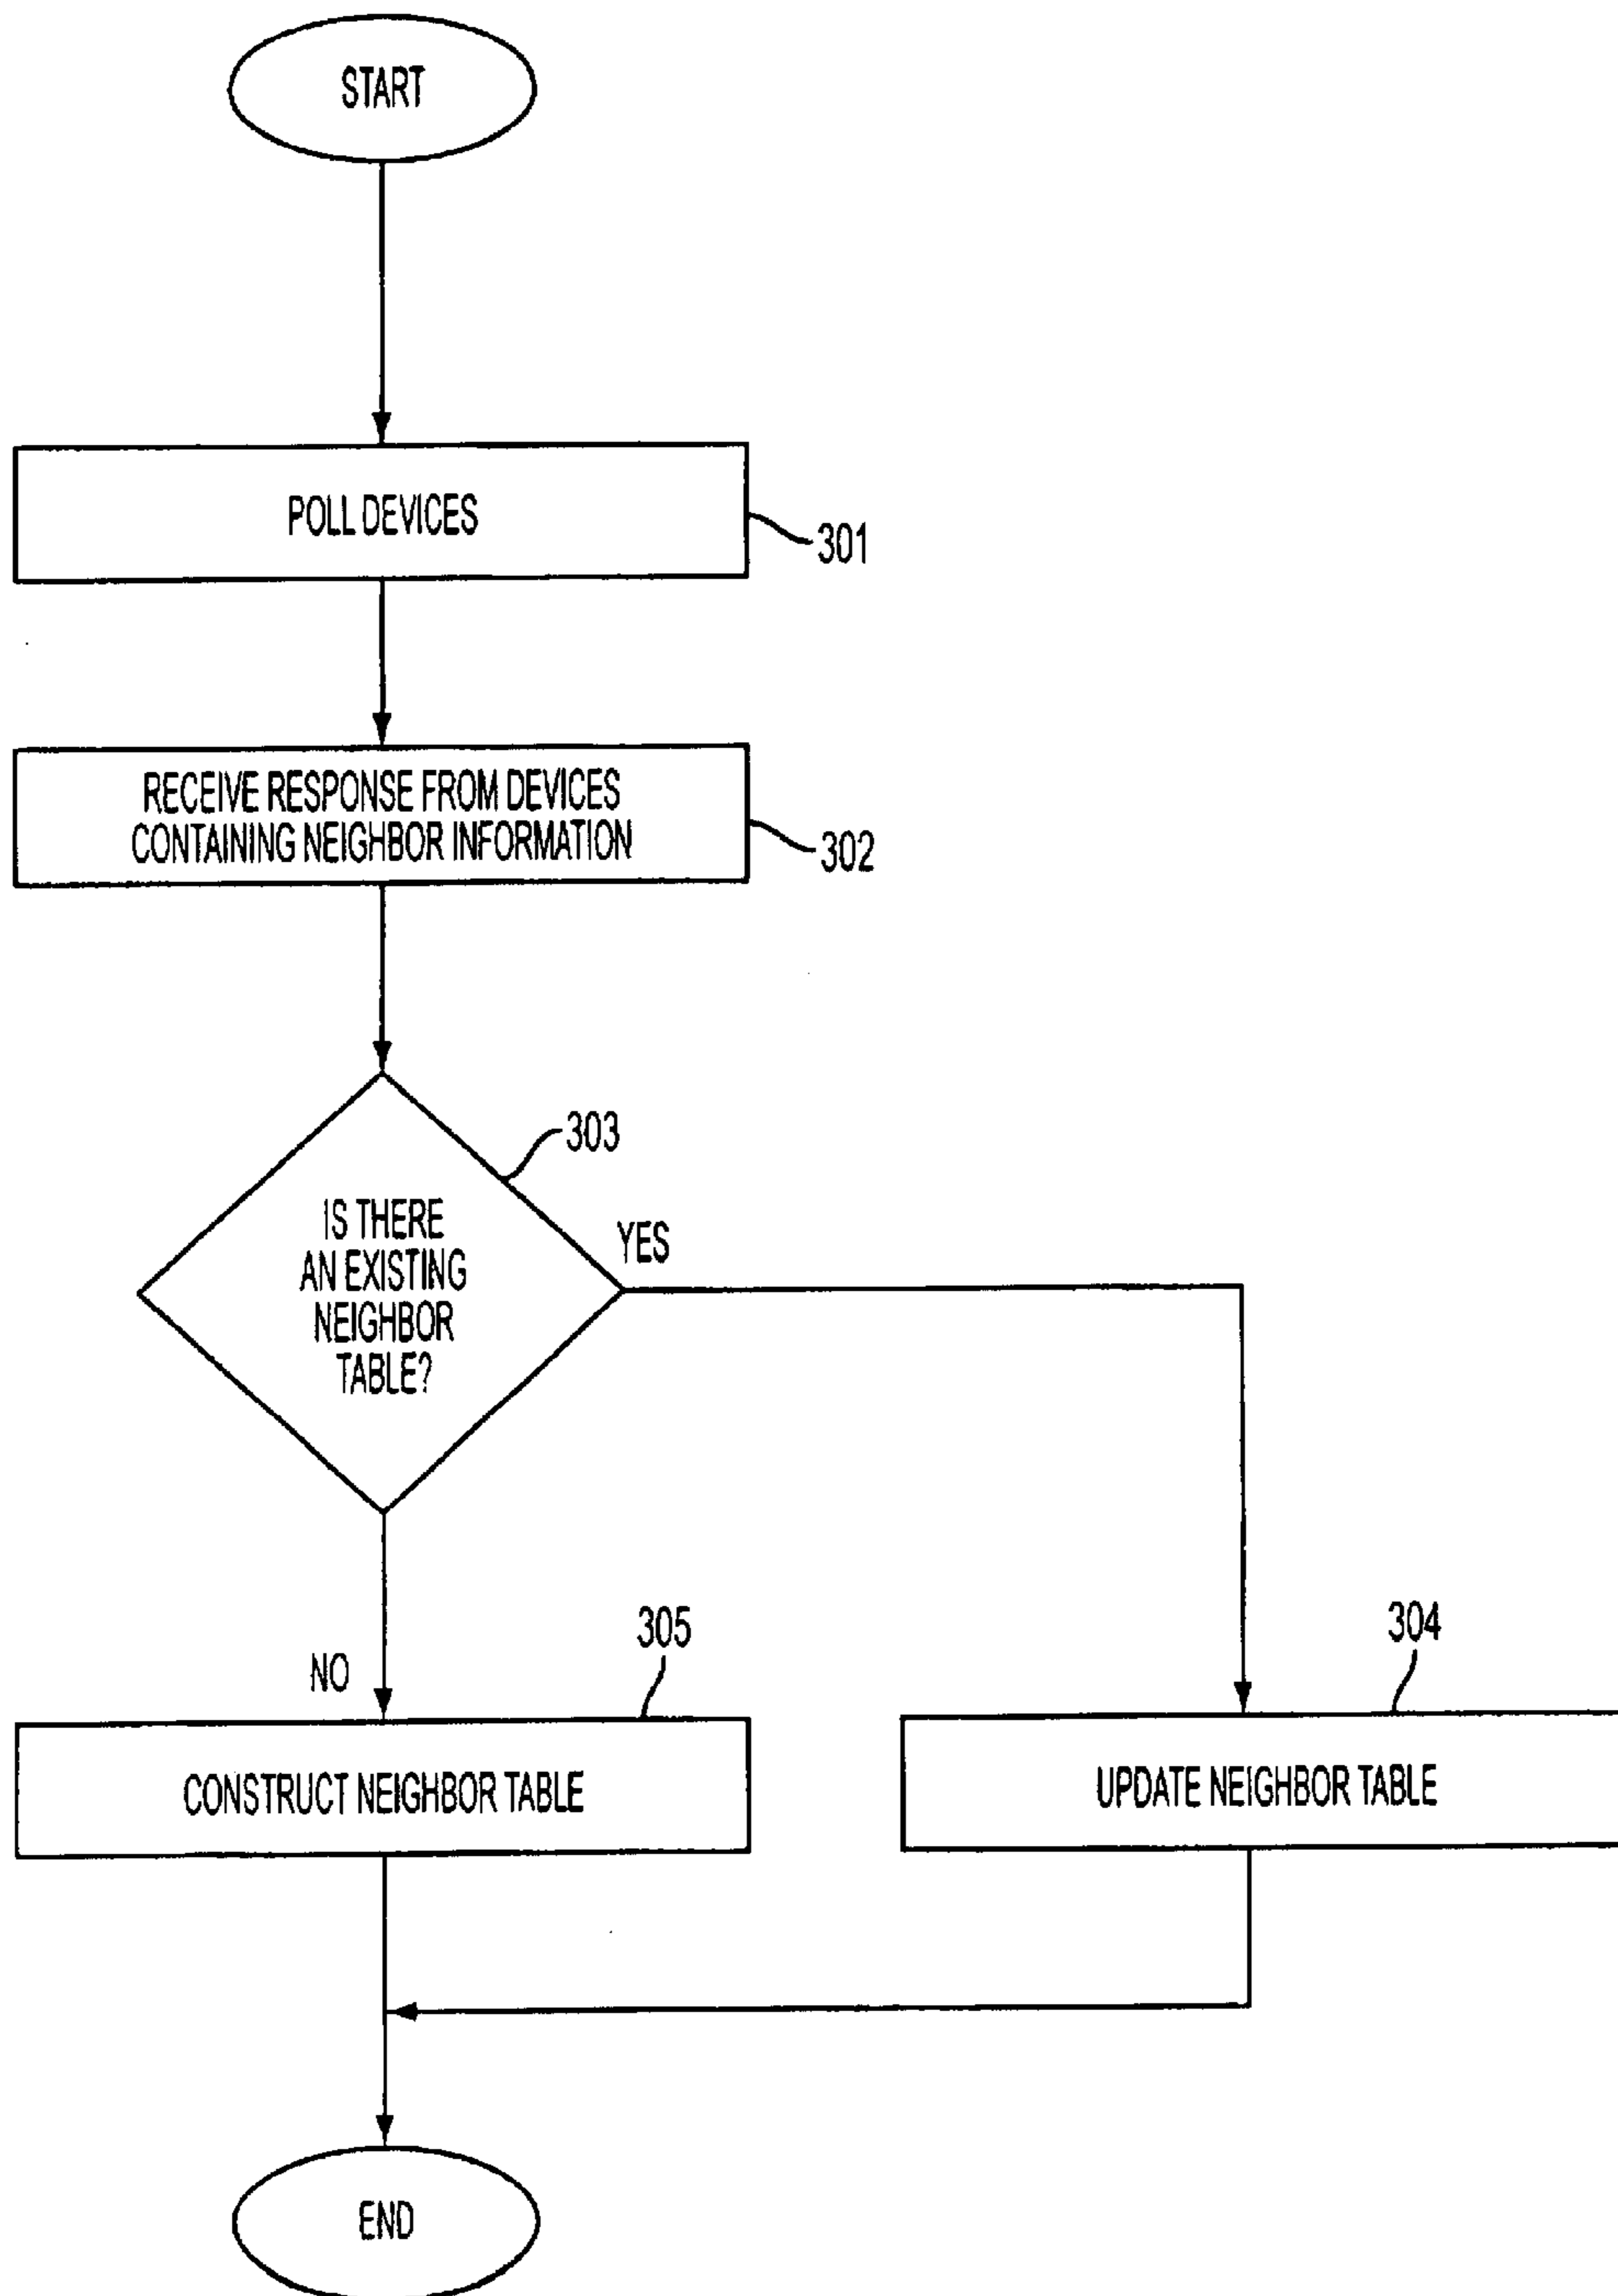 START
POLL DEVICES
301
RECEIVE RESPONSE FROM DEVICES
CONTAINING NEIGHBOR INFORMATION
302
303
IS THERE
AN EXISTING
NEIGHBOR
TABLE?
YES
NO
305
304
CONSTRUCT NEIGHBOR TABLE
UPDATE NEIGHBOR TABLE
END